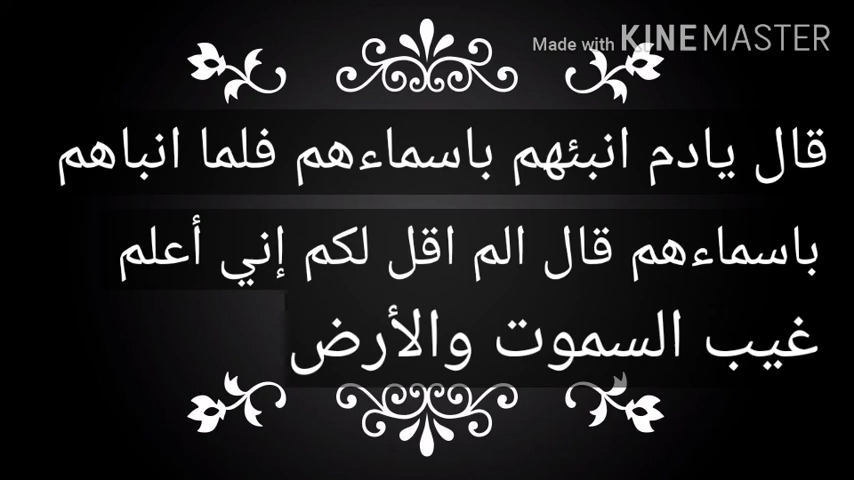 Made with KINEMASTER
قال يادم انبئهم باسماءهم فلما انباهم
باسماءهم قال الم اقل لكم إني أعلم
غيب السموت والأرض